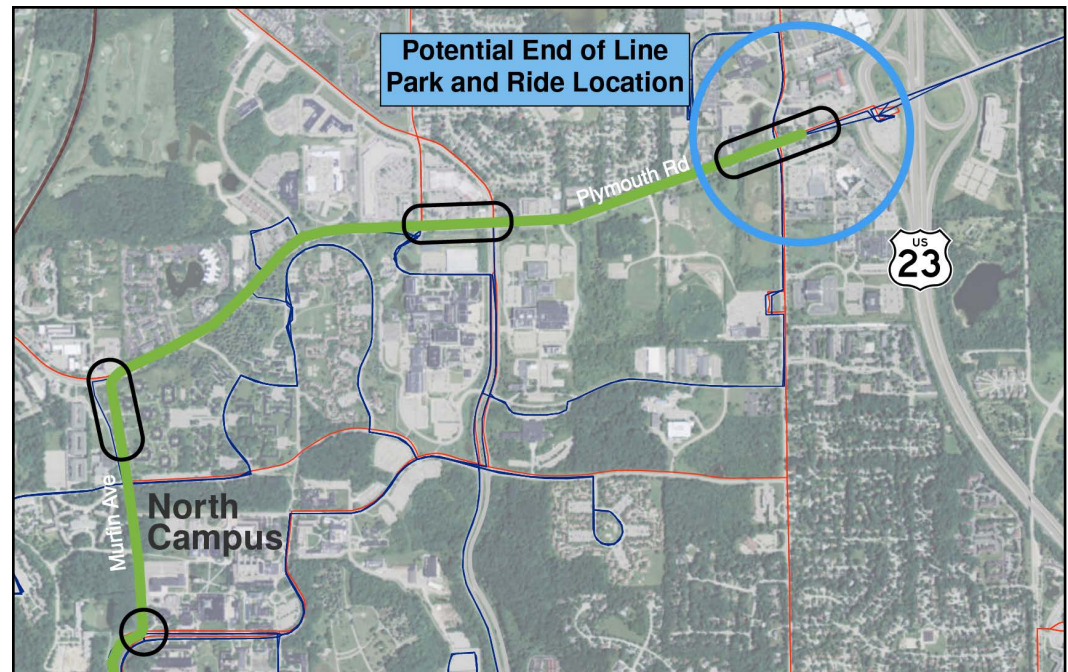 Potential End of Line
Park and Ride Location
Plymouth Rd
US
23
Murfin Ave
North
Campus